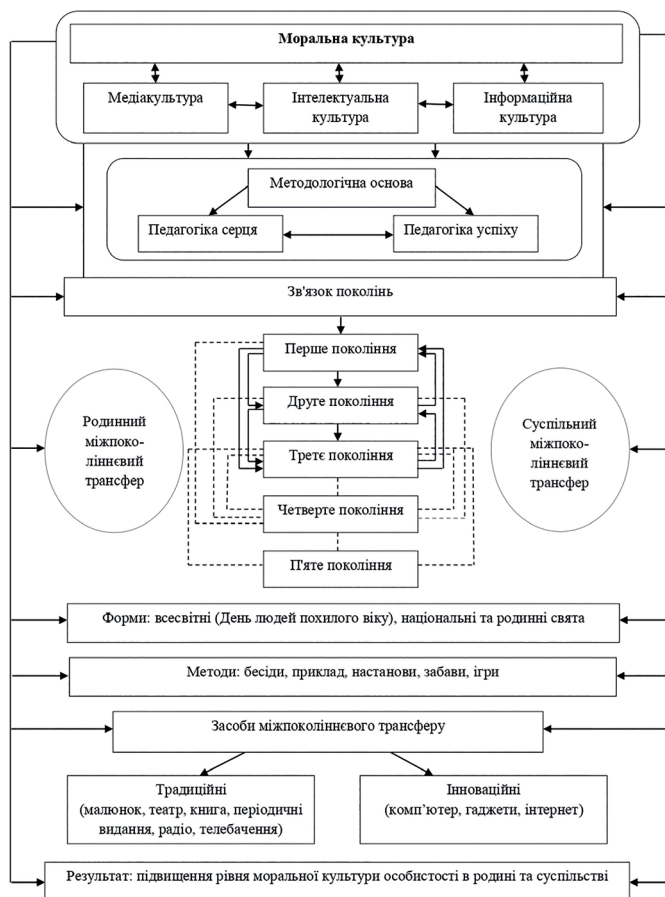 Моральна культура
Медіакультура
Інтелектуальна
культура
Інформаційна
культура
Методологічна основа
Педагогіка серця
Педагогіка успіху
Зв'язок поколінь
Перше покоління
Друге покоління
Третє покоління
Четверте покоління
П'яте покоління
Родинний
міжпоко-
ліннєвий
трансфер
Суспільний
міжпоко-
ліннєвий
трансфер
Форми: всесвітні (День людей похилого віку), національні та родинні свята
Методи: бесіди, приклад, настанови, забави, ігри
Засоби міжпоколіннєвого трансферу
Традиційні
(малюнок, театр, книга, періодичні
видання, радіо, телебачення)
Інноваційні
(комп’ютер, гаджети, інтернет)
Результат: підвищення рівня моральної культури особистості в родині та суспільстві